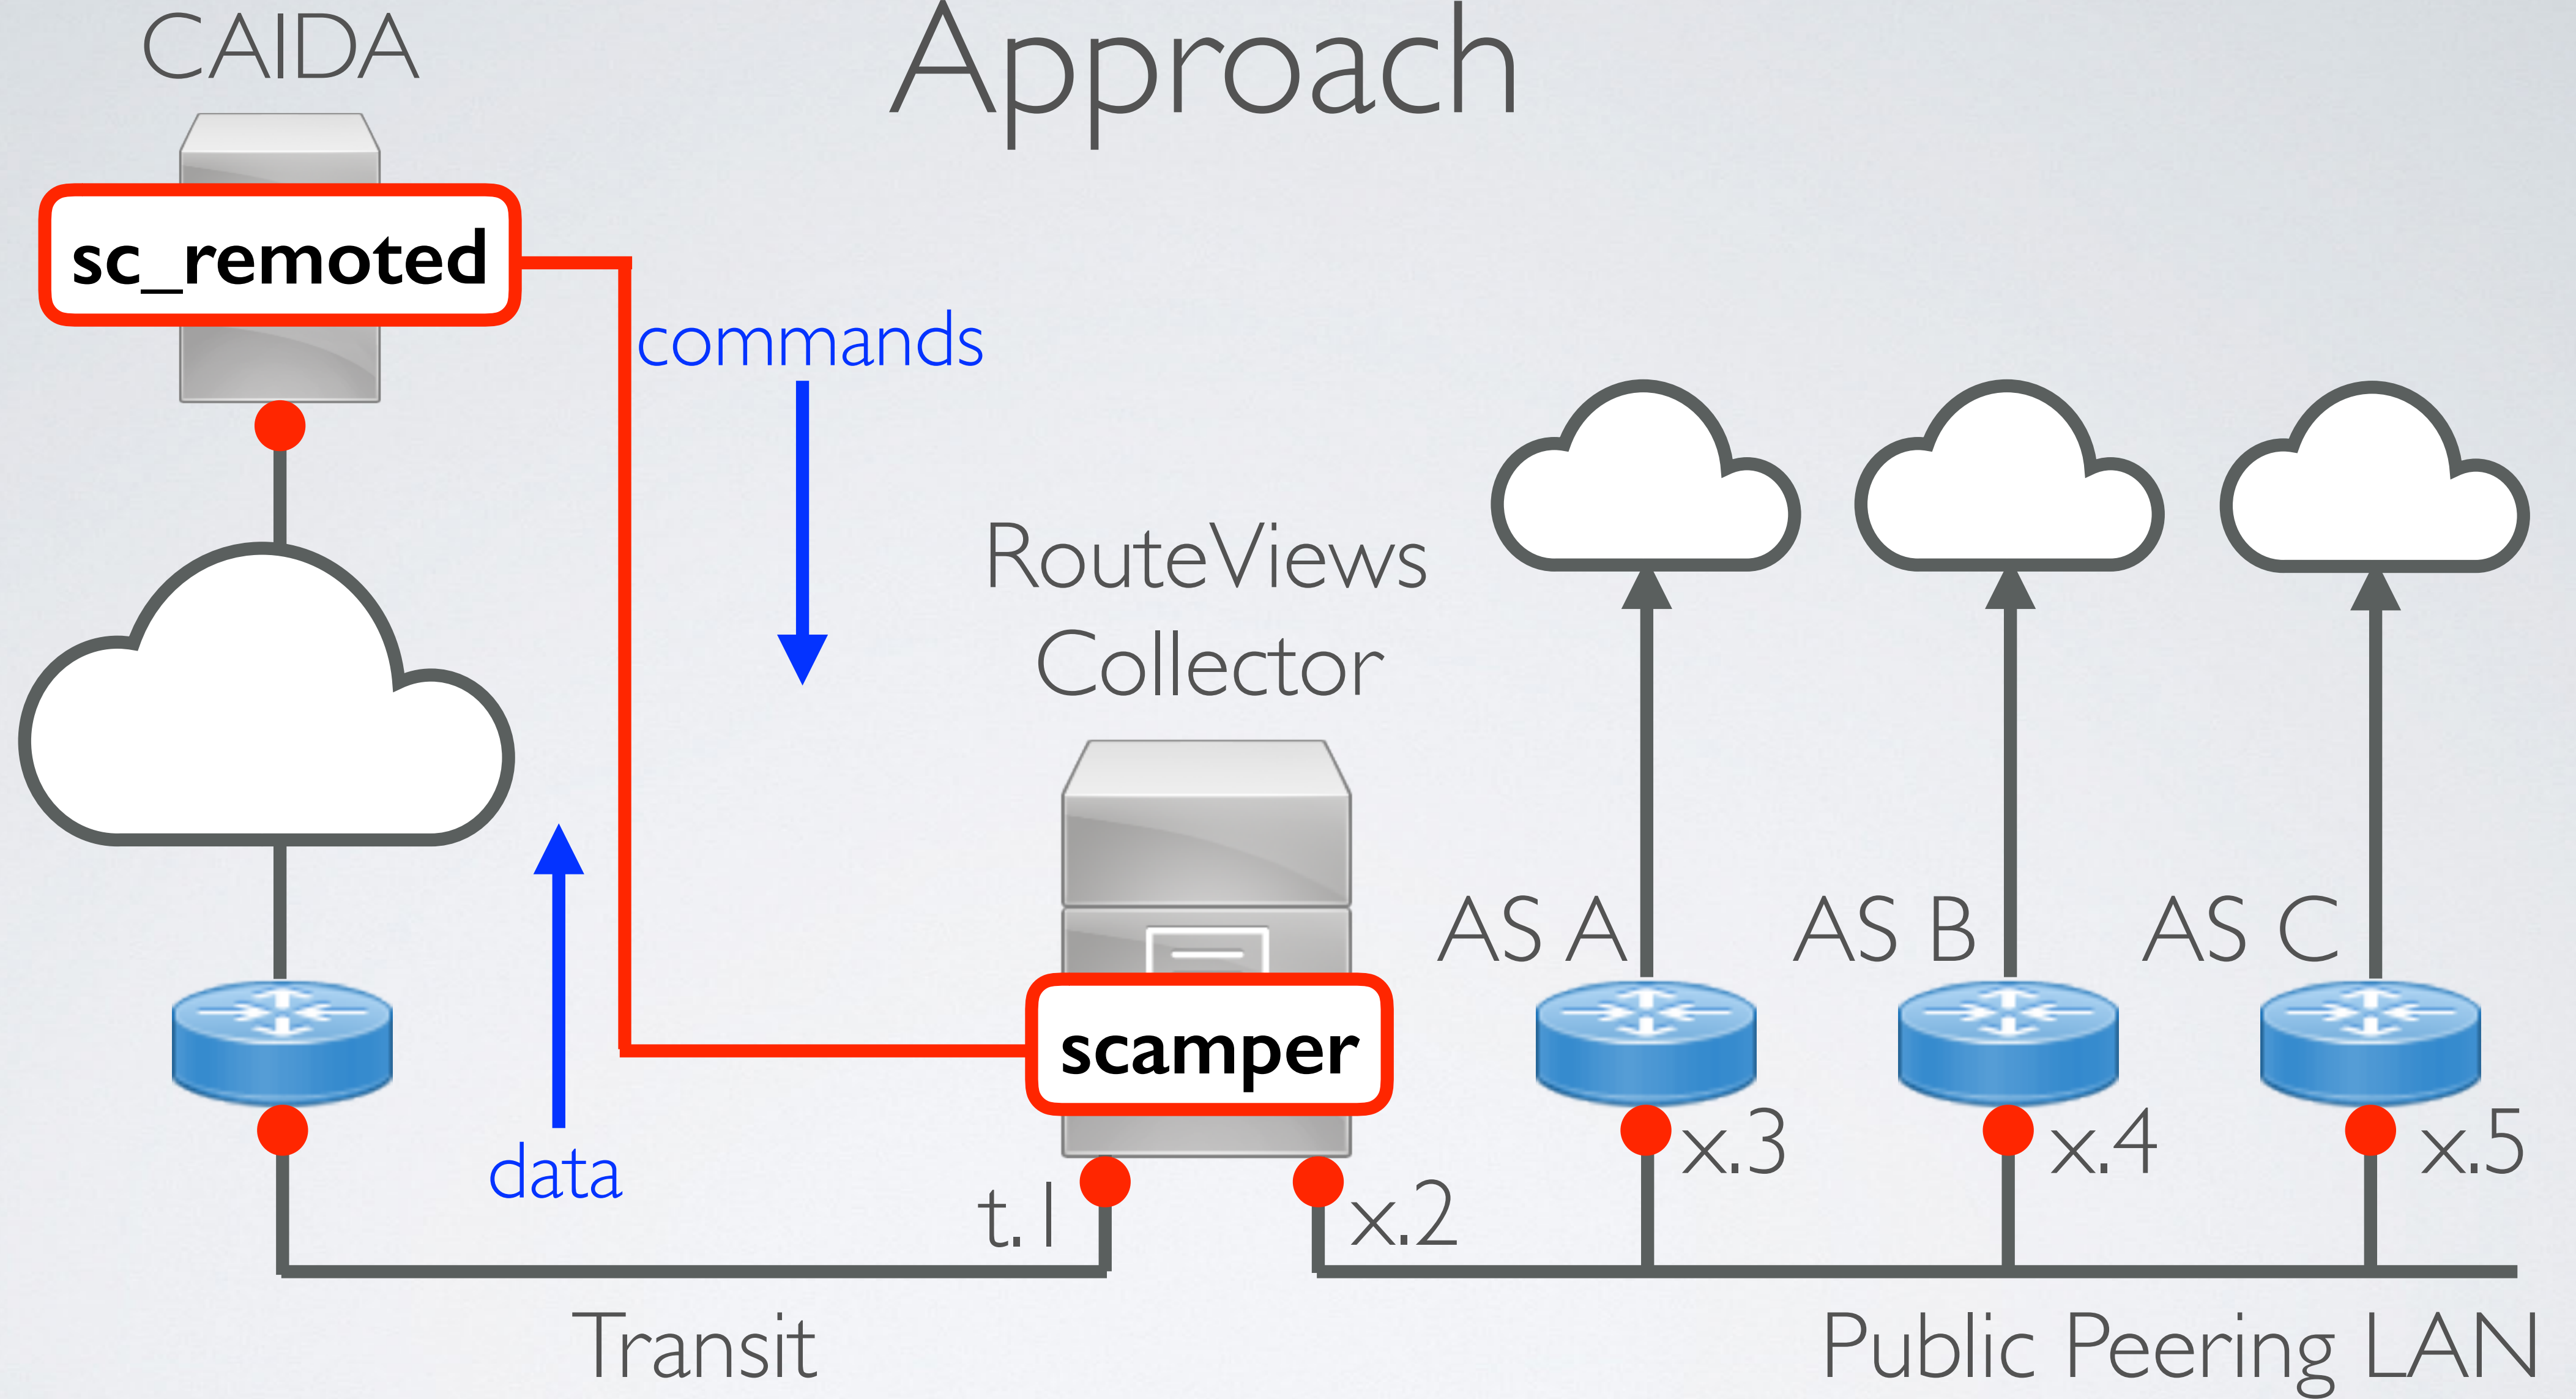 Approach
CAIDA
sc_remoted
commands
RouteViews
Collector
AS A
AS B
AS C
scamper
data
t.1
x.2
x.3
x.4
x.5
Transit
Public Peering LAN